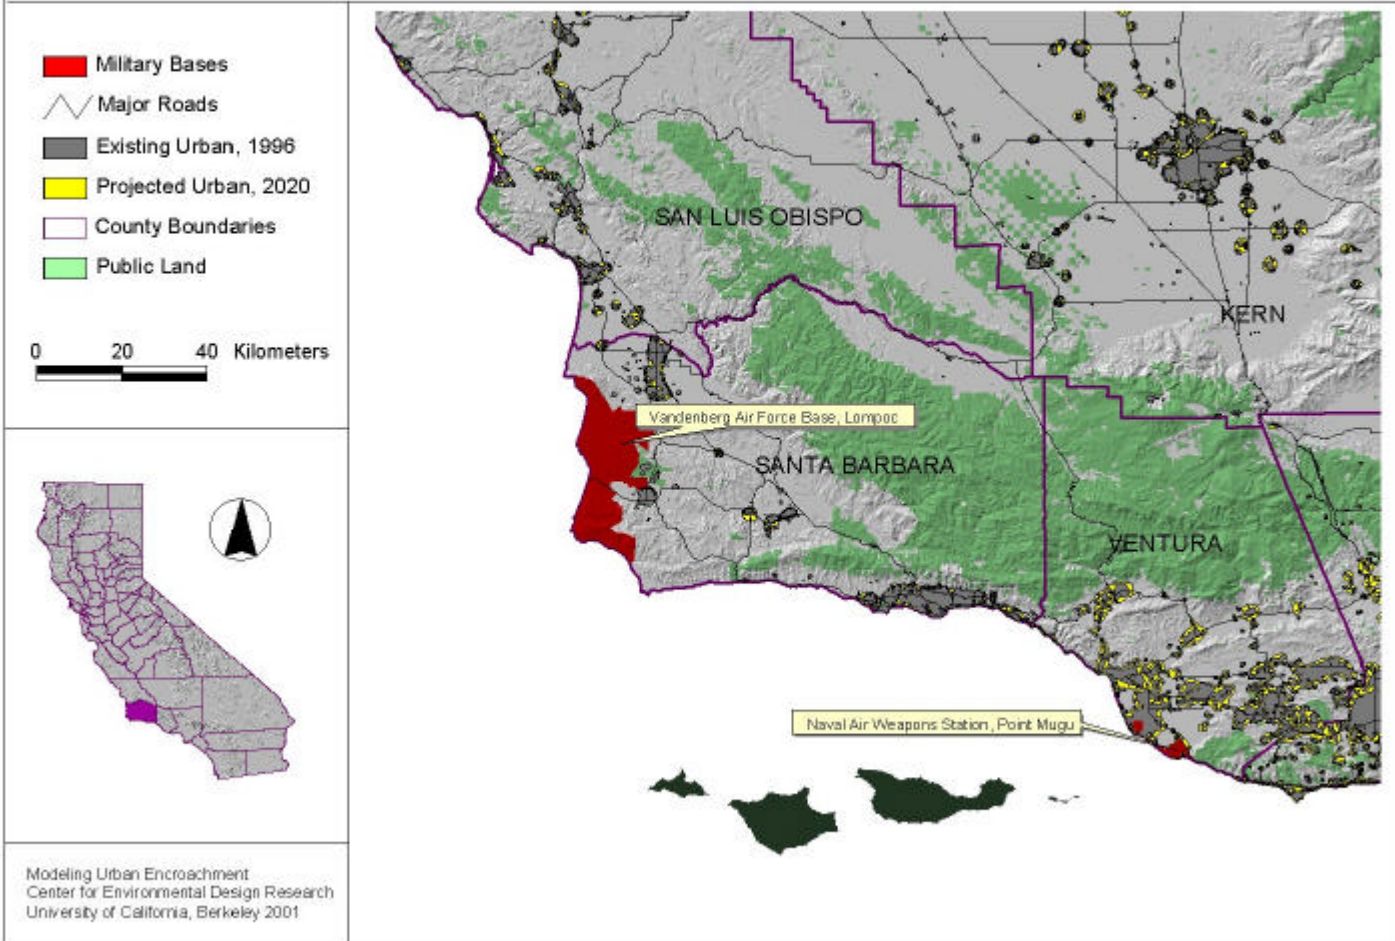 Military Bases
Major Roads
Existing Urban, 1996
Projected Urban, 2020
County Boundaries
Public Land
0 20 40 Kilometers
Modeling Urban Encroachment
Center for Environmental Design Research
University of California, Berkeley 2001
SAN LUIS OBISPO
KERN
Vandenberg Air Force Base, Lompoc
SANTA BARBARA
VENTURA
Naval Air Weapons Station, Point Mugu